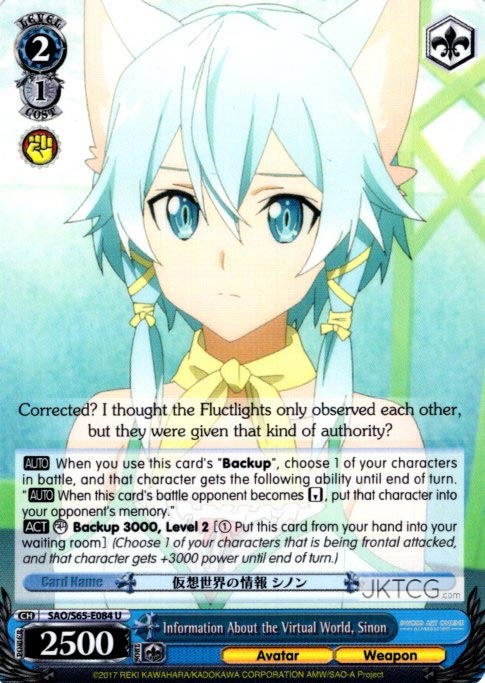 LEVEL
2
1
COST
Corrected? I thought the Fluctlights only observed each other,
but they were given that kind of authority?
AUTO When you use this card's "Backup", choose 1 of your characters
in battle, and that character gets the following ability until end of turn.
"AUTO When this card's battle opponent becomes , put that character into
your opponent's memory."
ACT Backup 3000, Level 2 [① Put this card from your hand into your
waiting room] (Choose 1 of your characters that is being frontal attacked,
and that character gets +3000 power until end of turn.)
Card Name 仮想世界の情報 シノン
JKTCG.com
CH SAO/S65-E084 U
POWER 2500 SOUL Information About the Virtual World, Sinon SWORD ART ONLINE
Avatar Weapon
©2017 REKI KAWAHARA/KADOKAWA CORPORATION AMW/SAO-A Project